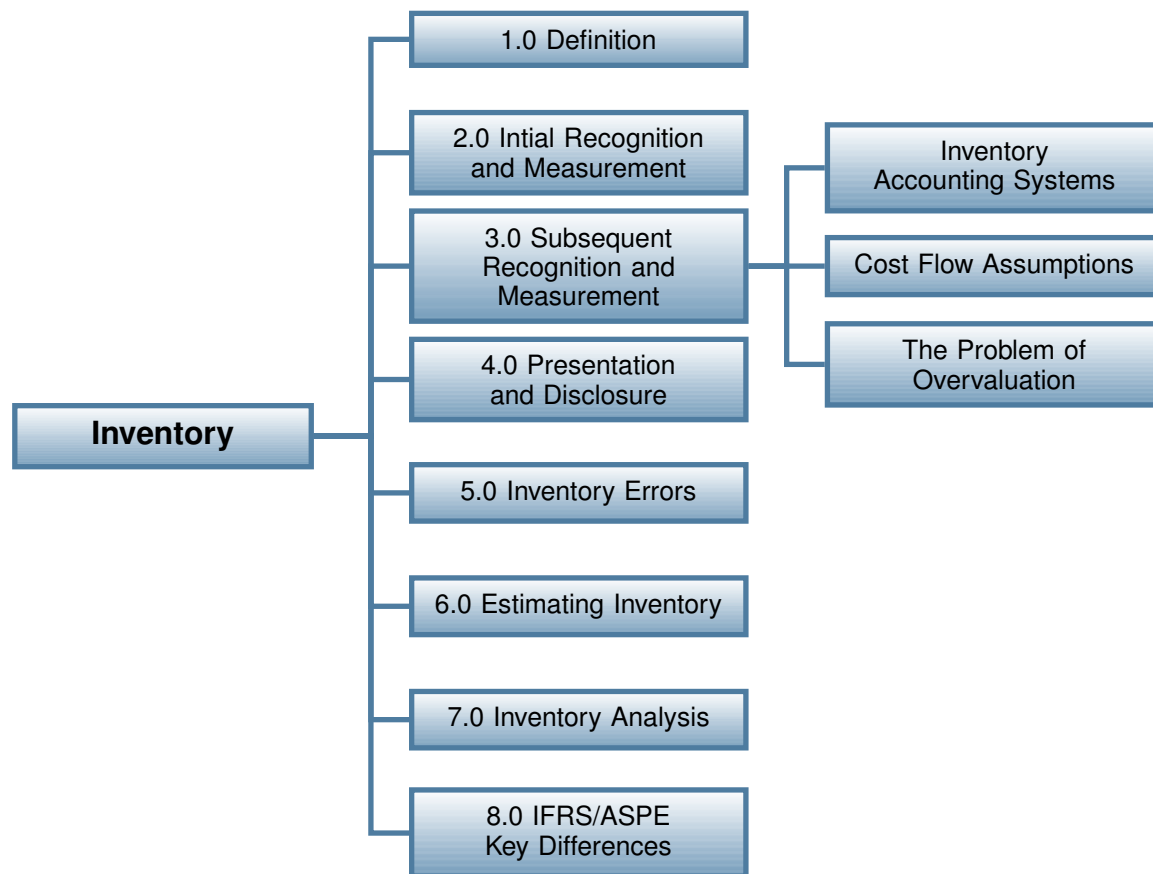 1.0 Definition
2.0 Intial Recognition
and Measurement
3.0 Subsequent
Recognition and
Measurement
4.0 Presentation
and Disclosure
Inventory
5.0 Inventory Errors
6.0 Estimating Inventory
7.0 Inventory Analysis
8.0 IFRS/ASPE
Key Differences
Inventory
Accounting Systems
Cost Flow Assumptions
The Problem of
Overvaluation